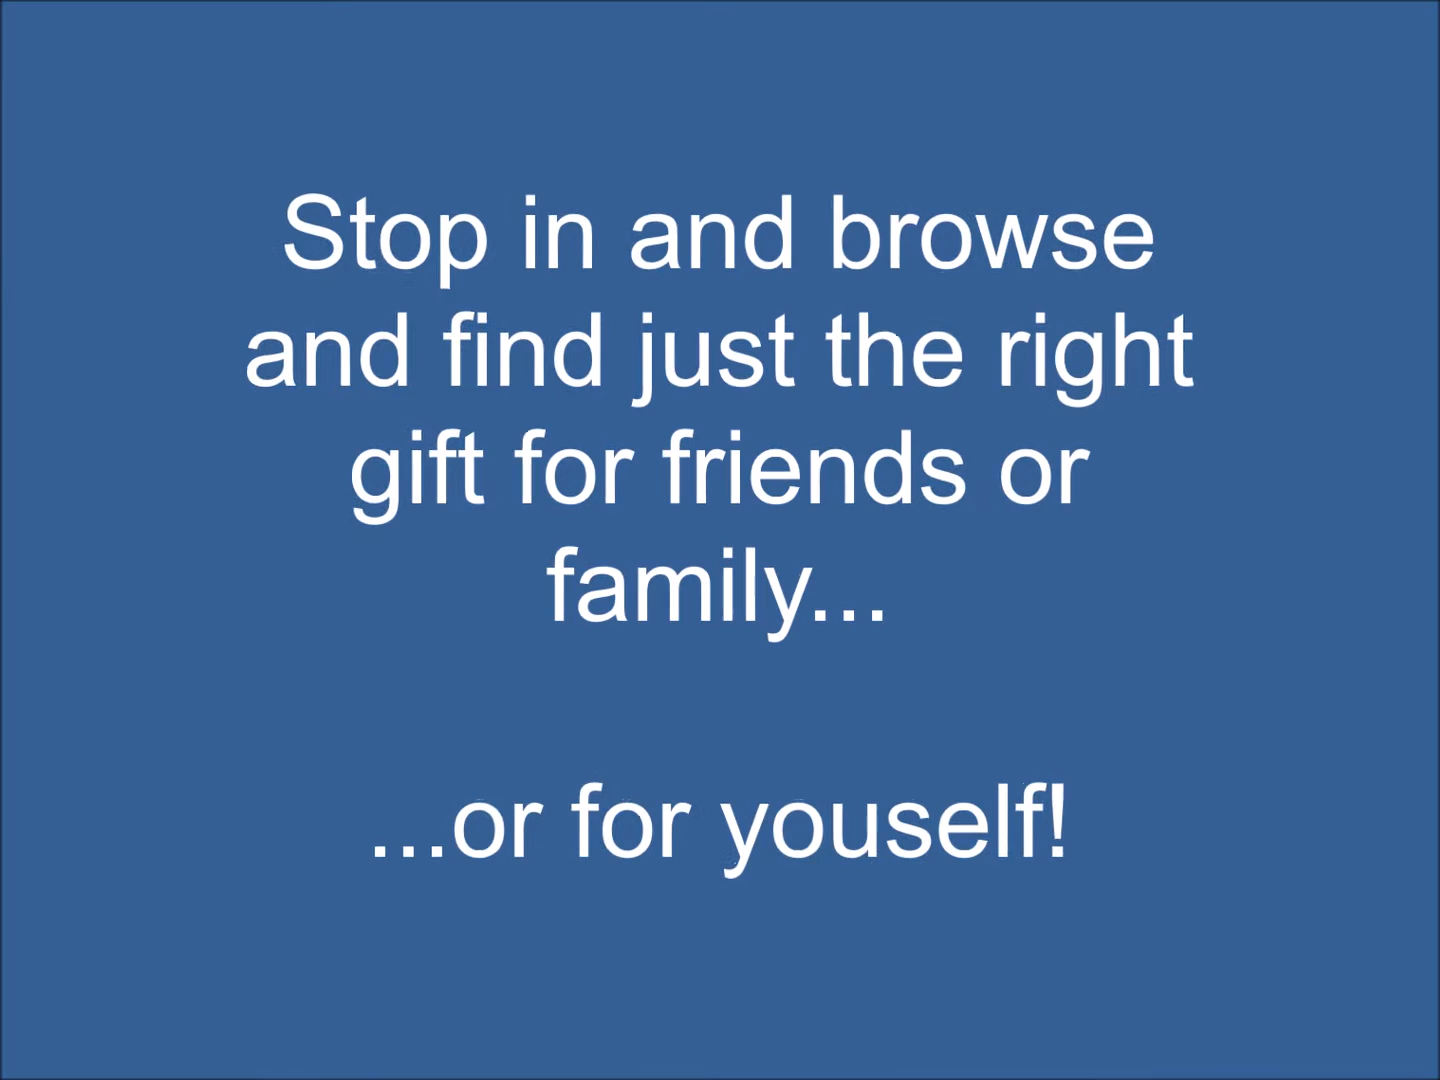 Stop in and browse
and find just the right
gift for friends or
family...
...or for youself!